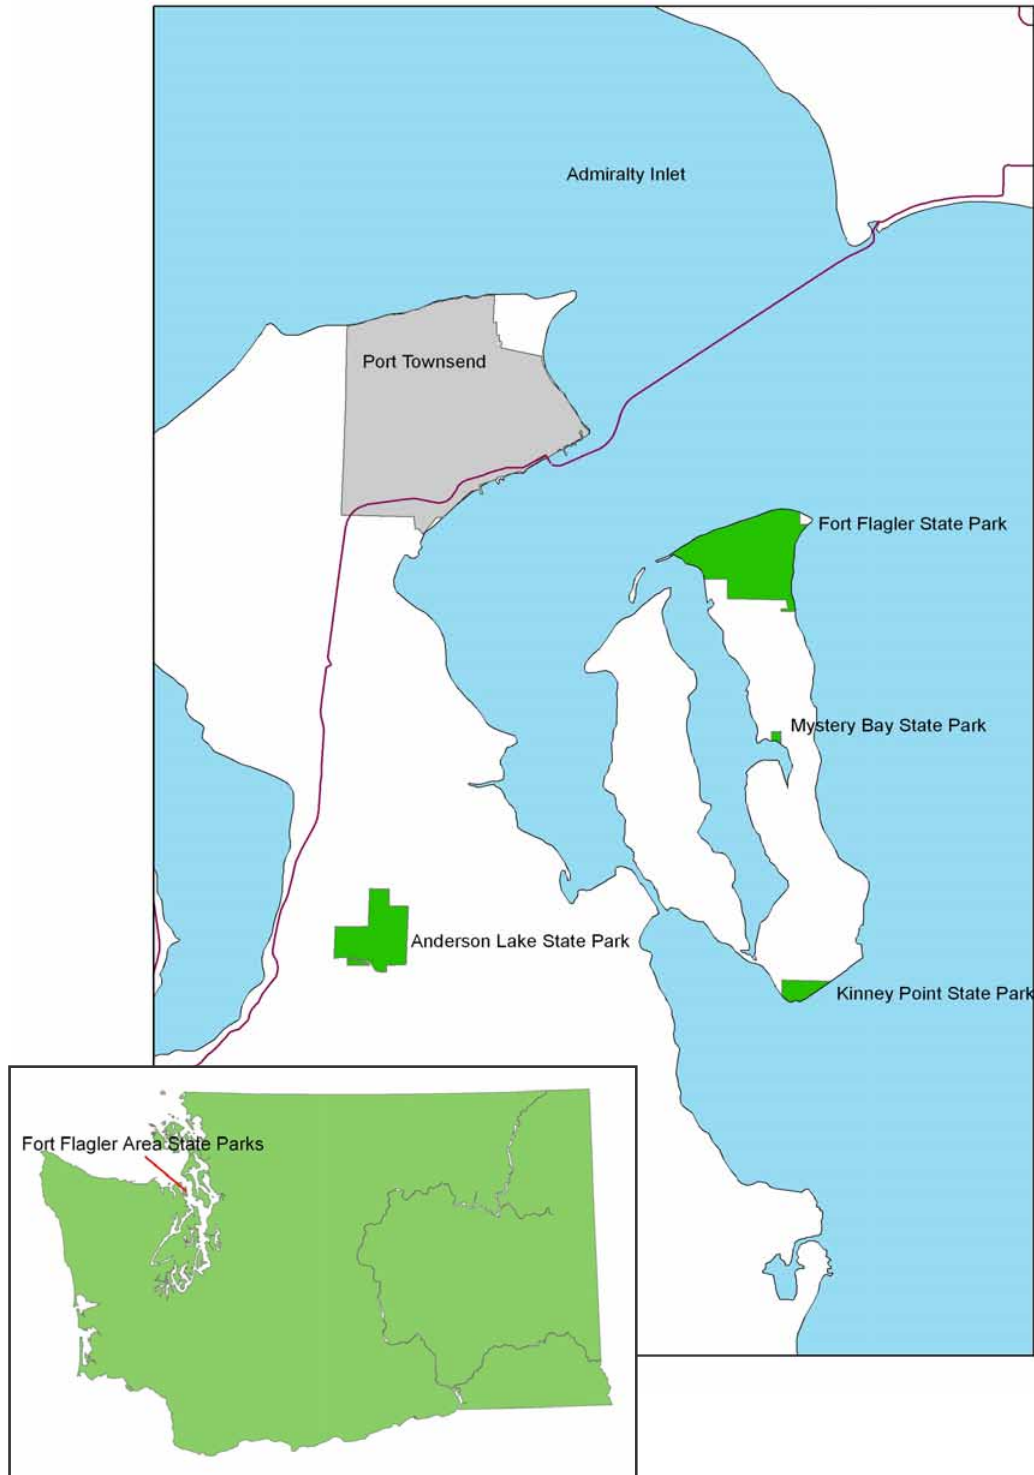 Admiralty Inlet
Port Townsend
Fort Flagler State Park
Mystery Bay State Park
Anderson Lake State Park
Kinney Point State Park
Fort Flagler Area State Parks